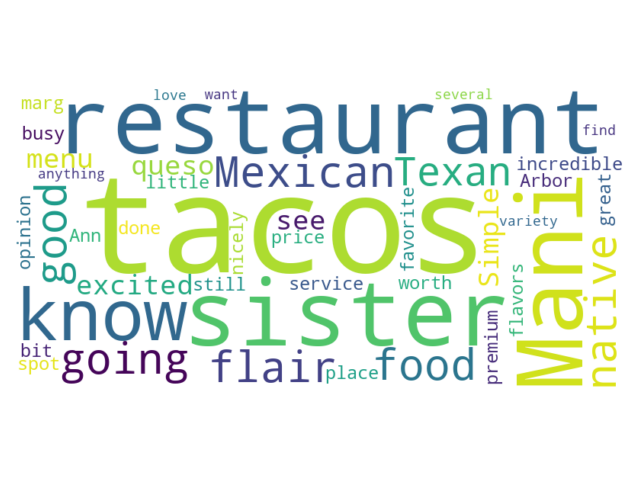 love want several
marg restaurant
busy find
menu queso Mexican Texan incredible
anything little Arbor
tacos
opinion good Ann done nicely see price favorite Simple variety great
excited still service worth flavors Mani native
know sister
bit going flair place food premium
spot